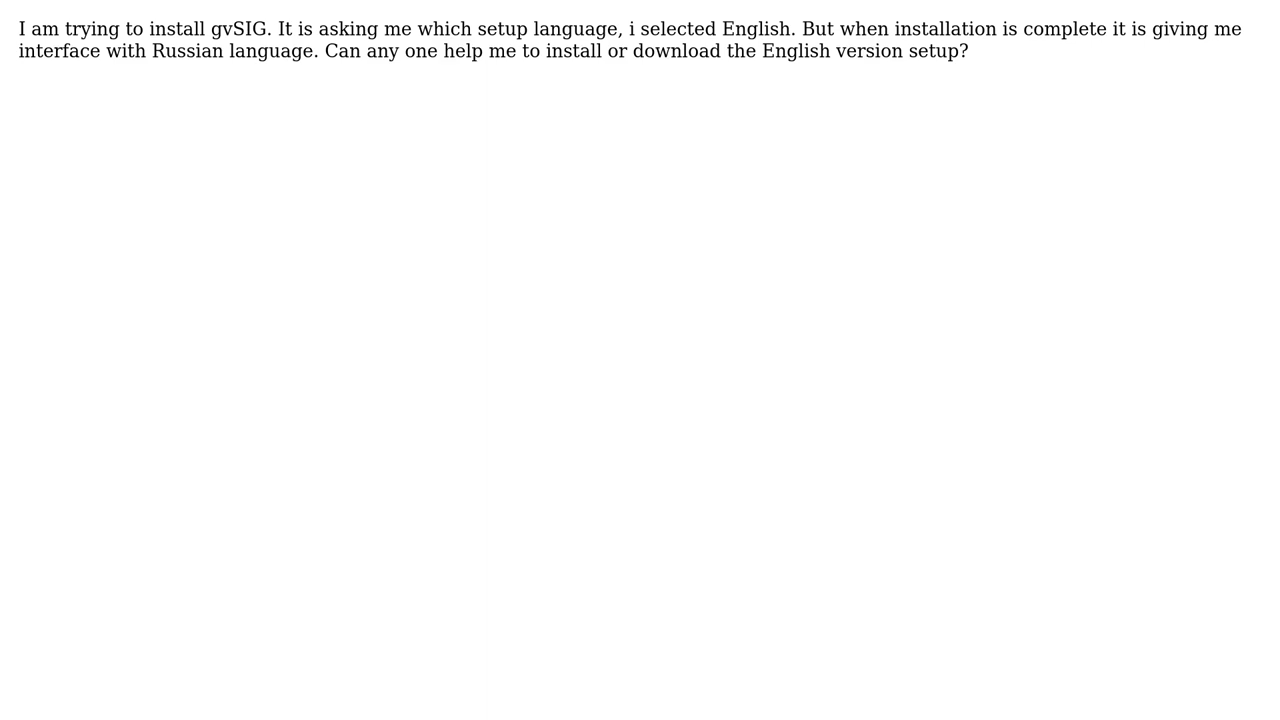 I am trying to install gvSIG. It is asking me which setup language, i selected English. But when installation is complete it is giving me
interface with Russian language. Can any one help me to install or download the English version setup?